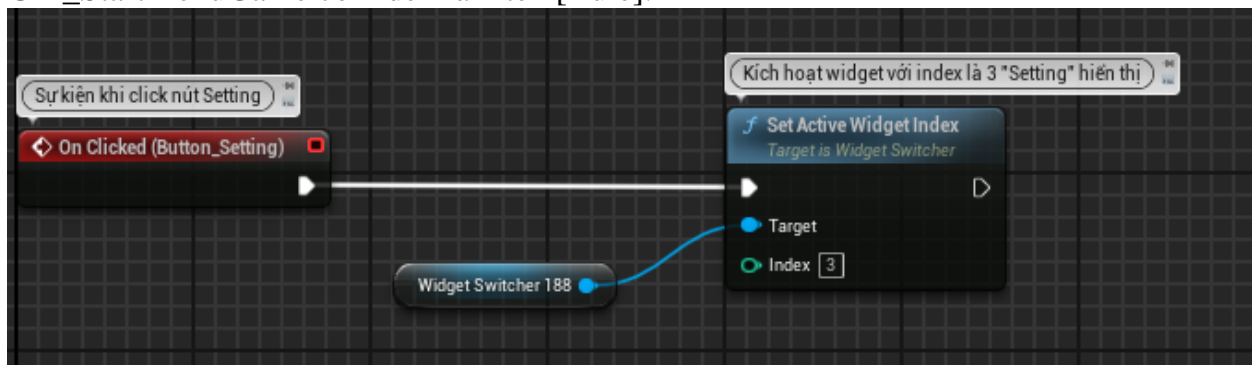 Sự kiện khi click nút Setting
On Clicked (Button_Setting)
Kích hoạt widget với index là 3 "Setting" hiển thị
f Set Active Widget Index
Target is Widget Switcher
Target
Index 3
Widget Switcher 188